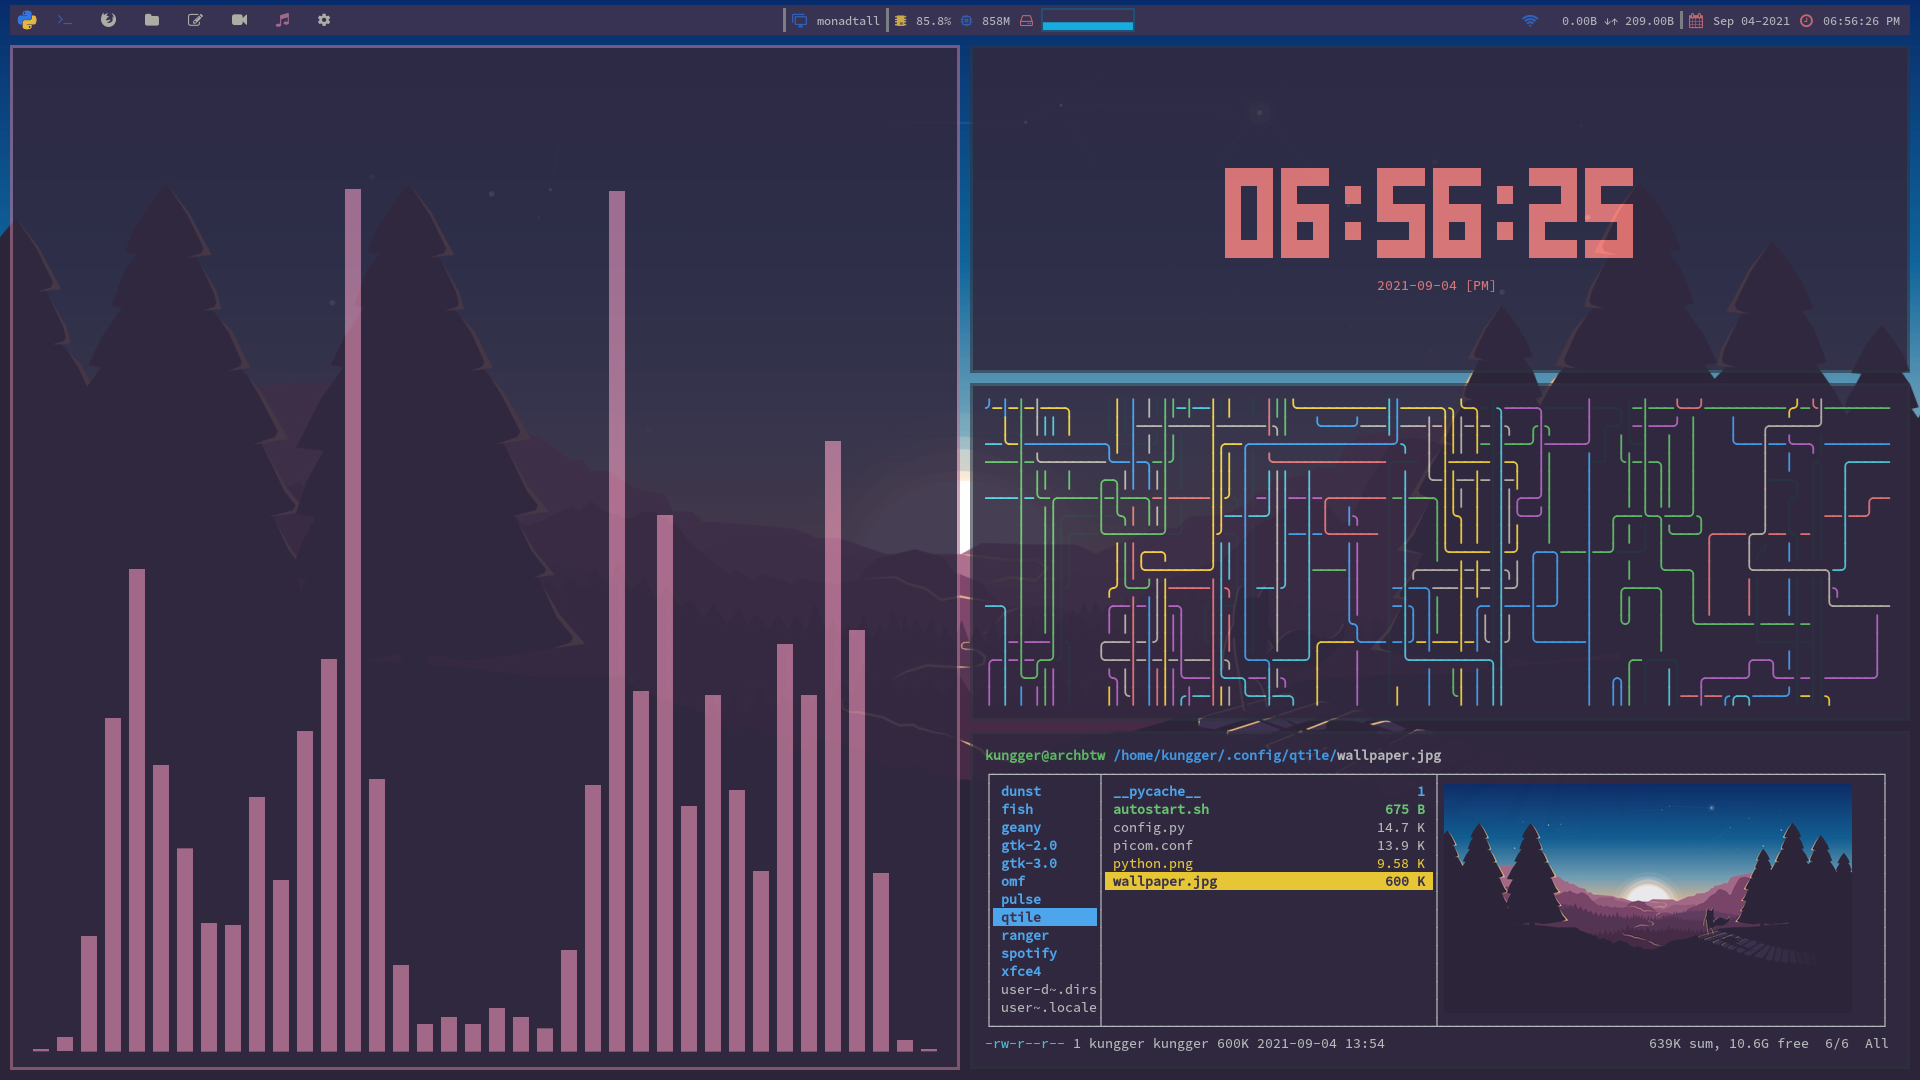 monadtall 85.8% 858M 0.00B ↓↑ 209.00B Sep 04-2021 06:56:26 PM
06:56:25
2021-09-04 [PM]
kungger@archbtw /home/kungger/.config/qtile/wallpaper.jpg
dunst __pycache__ 1
fish autostart.sh 675 B
geany config.py 14.7 K
gtk-2.0 picom.conf 13.9 K
gtk-3.0 python.png 9.58 K
omf wallpaper.jpg 600 K
pulse
qtile
ranger
spotify
xfce4
user-d~.dirs
user~.locale
-rw-r--r-- 1 kungger kungger 600K 2021-09-04 13:54 639K sum, 10.6G free 6/6 All